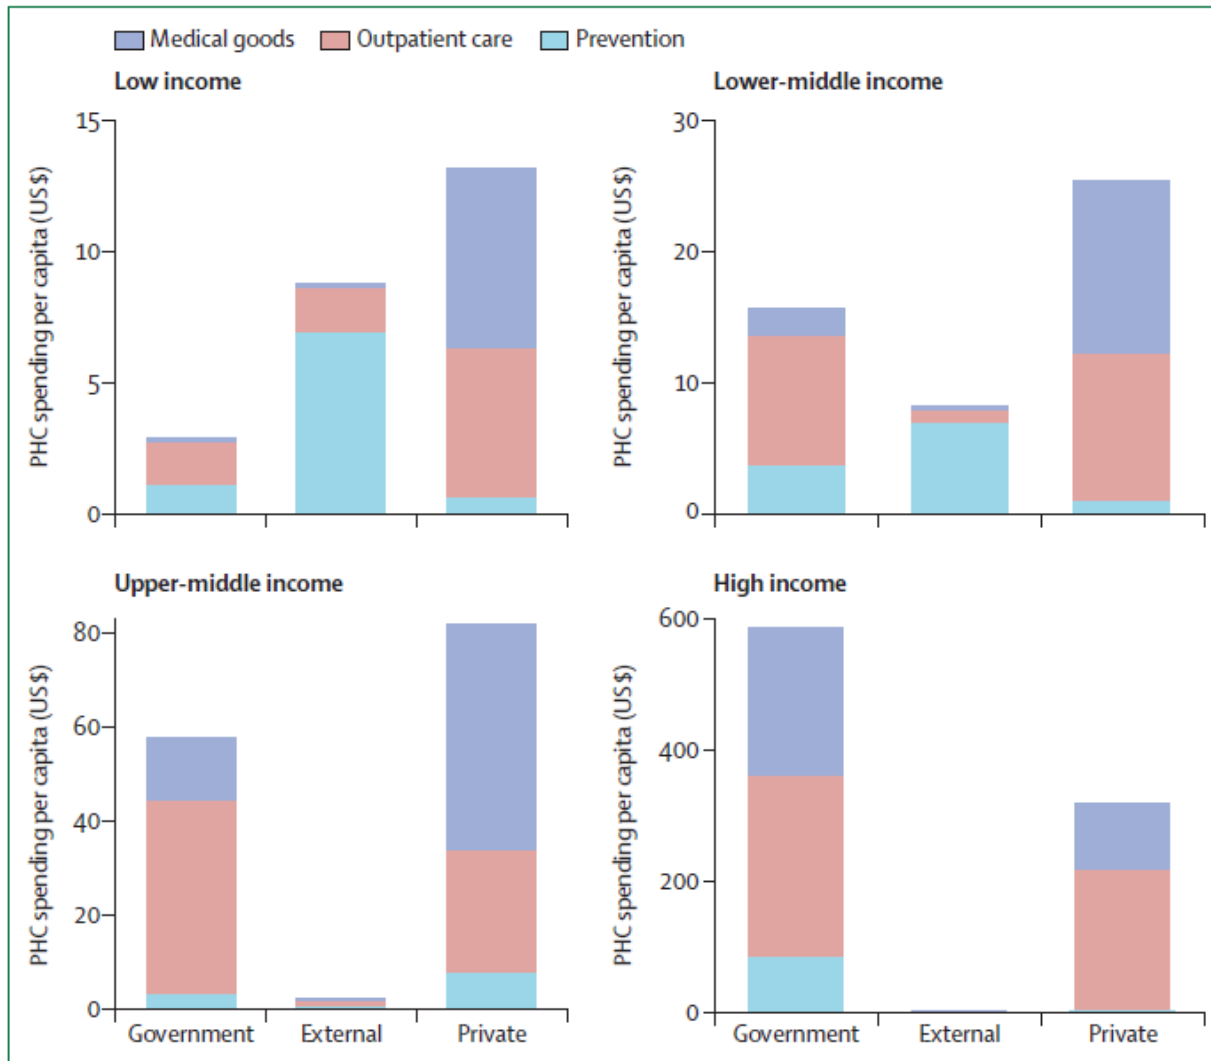 Medical goods Outpatient care Prevention
Low income
15
10
5
0
PHC spending per capita (US$)
Lower-middle income
30
20
10
0
PHC spending per capita (US$)
Upper-middle income
80
60
40
20
0
PHC spending per capita (US$)
Government External Private
High income
600
400
200
0
PHC spending per capita (US$)
Government External Private